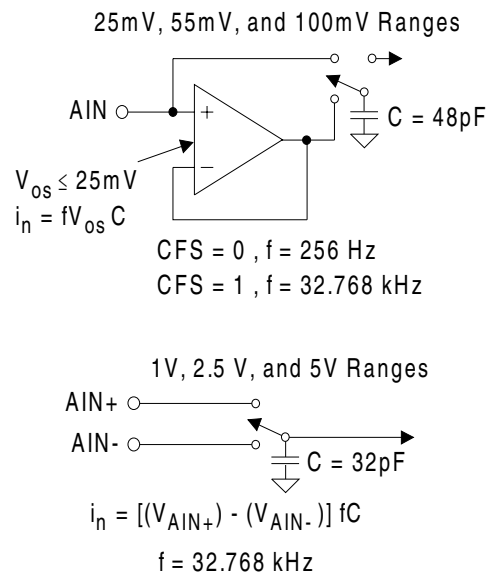 25mV, 55mV, and 100mV Ranges
AIN
+
−
C = 48pF
Vos ≤ 25mV
in = fVos C
CFS = 0 , f = 256 Hz
CFS = 1 , f = 32.768 kHz
1V, 2.5 V, and 5V Ranges
AIN+
AIN-
C = 32pF
in = [(VAIN+) - (VAIN-)] fC
f = 32.768 kHz